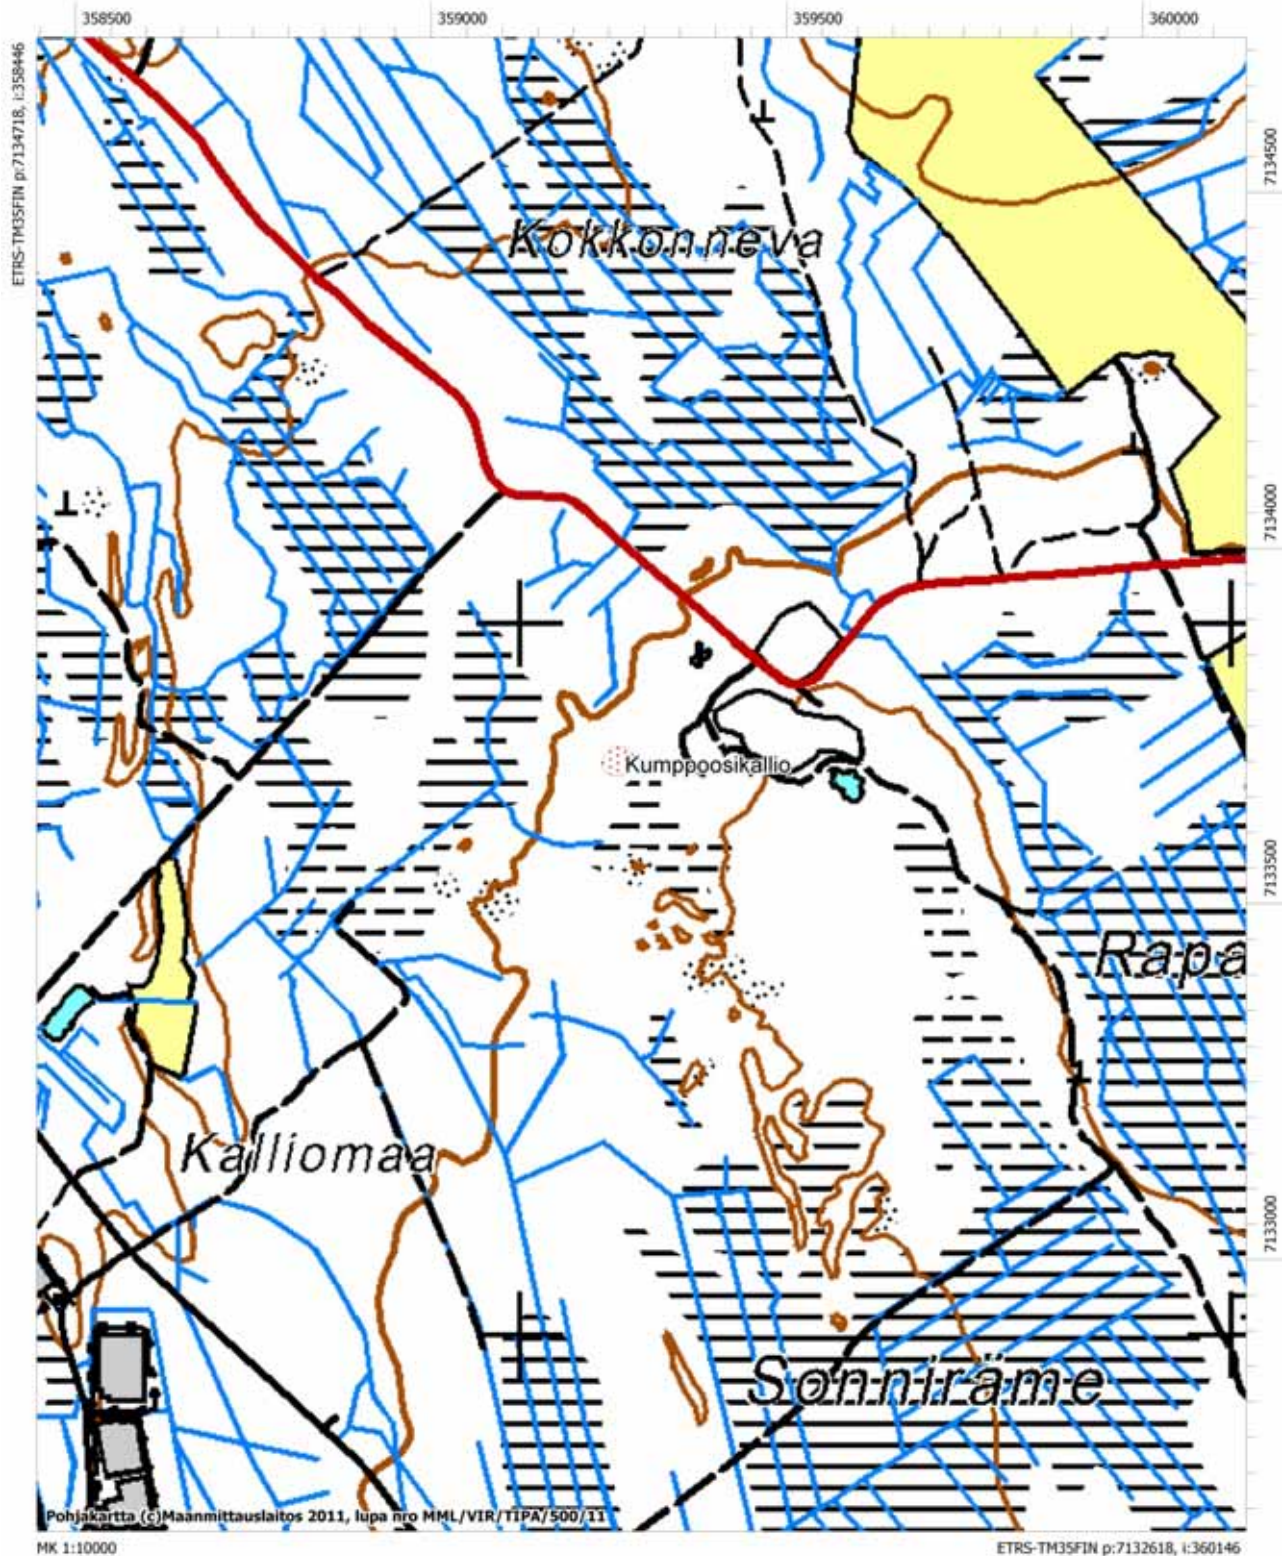 358500 359000 359500 360000
ETRS-TM35FIN p:7134718, i:358446
7134500
Kokkonneva
7134000
Kumppoosikallio
7133500
Rapa
Kalliomaa
7133000
Sonniräme
Pohjakartta (c)Maanmittauslaitos 2011, lupa nro MML/VIR/TIPA/500/11
MK 1:10000 ETRS-TM35FIN p:7132618, i:360146